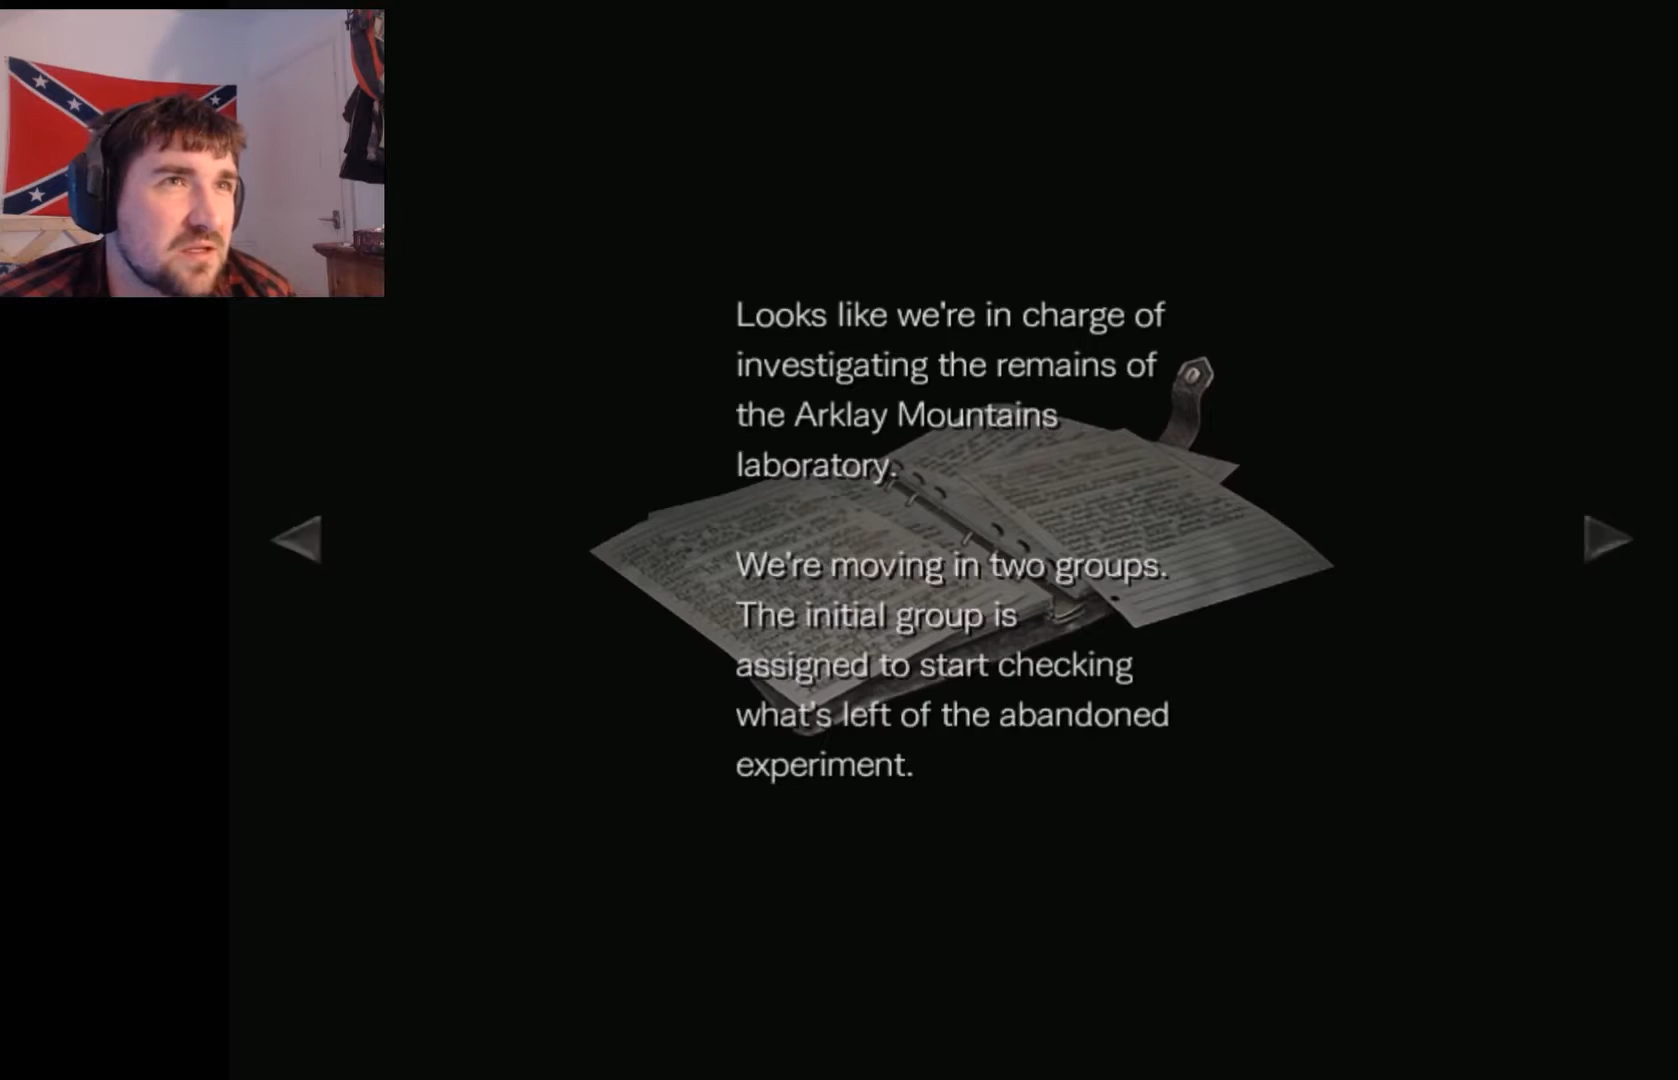 Looks like we're in charge of
investigating the remains of
the Arklay Mountains
laboratory.
We're moving in two groups.
The initial group is
assigned to start checking
what's left of the abandoned
experiment.